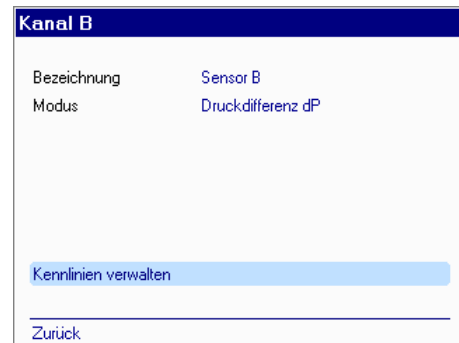 Kanal B
Bezeichnung Sensor B
Modus Druckdifferenz dP
Kennlinien verwalten
Zurück